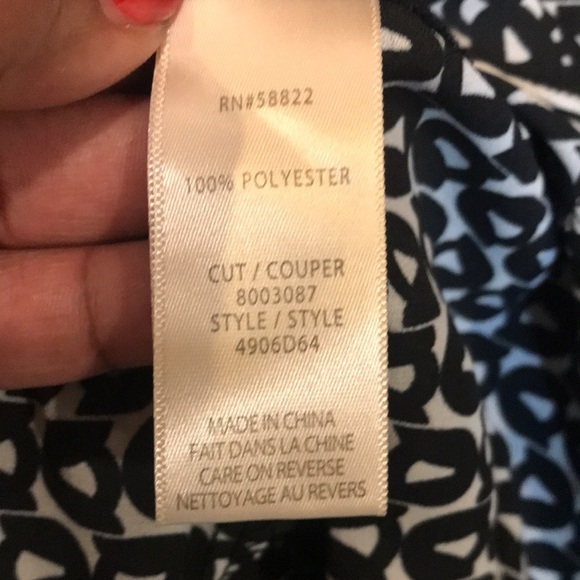 RN#58822
100% POLYESTER
CUT / COUPER
8003087
STYLE / STYLE
4906D64
MADE IN CHINA
FAIT DANS LA CHINE
CARE ON REVERSE
NETTOYAGE AU REVERS